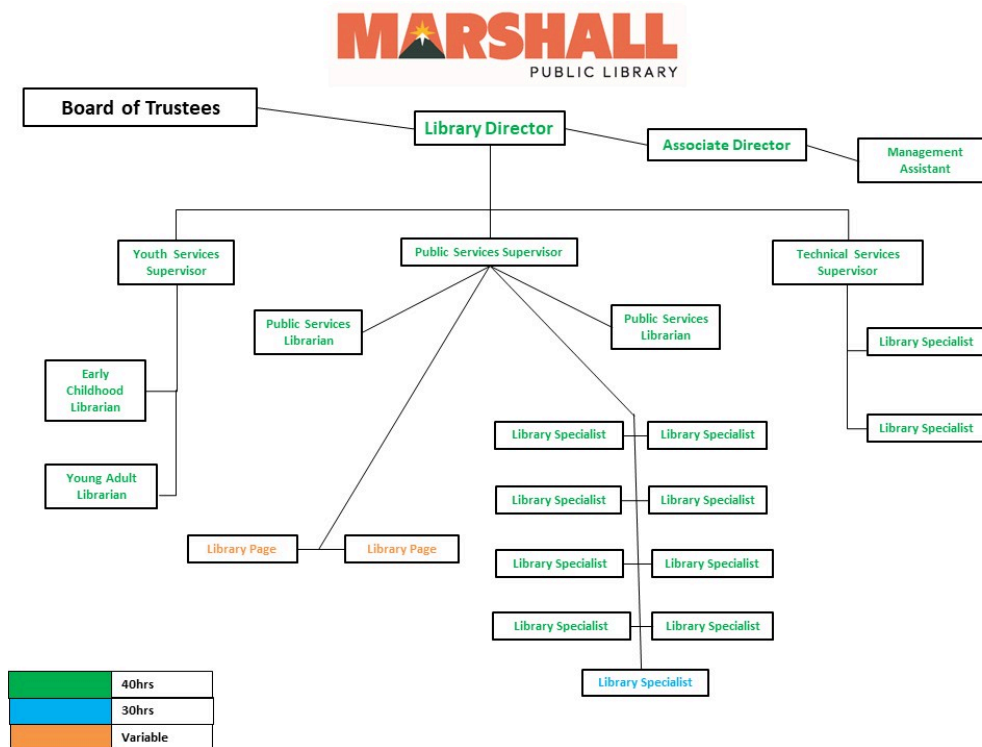 MARSHALL
PUBLIC LIBRARY
Board of Trustees
Library Director
Associate Director
Management
Assistant
Youth Services
Supervisor
Public Services Supervisor
Technical Services
Supervisor
Public Services
Librarian
Public Services
Librarian
Library Specialist
Early
Childhood
Librarian
Library Specialist
Library Specialist
Library Specialist
Young Adult
Librarian
Library Specialist
Library Specialist
Library Page
Library Page
Library Specialist
Library Specialist
Library Specialist
Library Specialist
Library Specialist
40hrs
30hrs
Variable